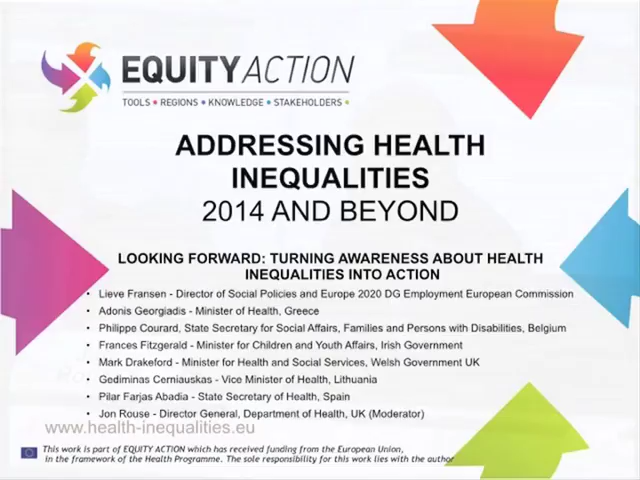 EQUITY ACTION
TOOLS • REGIONS • KNOWLEDGE • STAKEHOLDERS •
ADDRESSING HEALTH
INEQUALITIES
2014 AND BEYOND
LOOKING FORWARD: TURNING AWARENESS ABOUT HEALTH
INEQUALITIES INTO ACTION
• Lieve Fransen - Director of Social Policies and Europe 2020 DG Employment European Commission
• Adonis Georgiadis - Minister of Health, Greece
• Philippe Courard, State Secretary for Social Affairs, Families and Persons with Disabilities, Belgium
• Frances Fitzgerald - Minister for Children and Youth Affairs, Irish Government
• Mark Drakeford - Minister for Health and Social Services, Welsh Government UK
• Gediminas Cerniauskas - Vice Minister of Health, Lithuania
• Pilar Farjas Abadia - State Secretary of Health, Spain
• Jon Rouse - Director General, Department of Health, UK (Moderator)
www.health-inequalities.eu
This work is part of EQUITY ACTION which has received funding from the European Union,
in the framework of the Health Programme. The sole responsibility for this work lies with the author